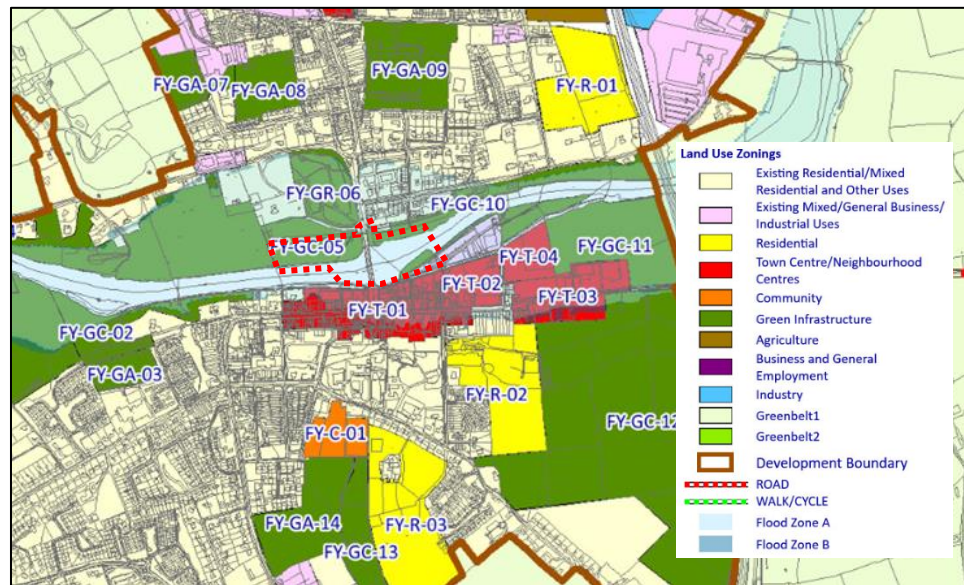 FY-GA-07
FY-GA-08
FY-GA-09
FY-R-01
FY-GR-06
FY-GC-10
FY-GC-05
FY-GC-11
FY-T-04
FY-T-02
FY-T-03
FY-T-01
FY-GC-02
FY-GA-03
FY-R-02
FY-C-01
FY-GC-12
FY-GA-14
FY-R-03
FY-GC-13
Land Use Zonings
Existing Residential/Mixed
Residential and Other Uses
Existing Mixed/General Business/
Industrial Uses
Residential
Town Centre/Neighbourhood
Centres
Community
Green Infrastructure
Agriculture
Business and General
Employment
Industry
Greenbelt1
Greenbelt2
Development Boundary
ROAD
WALK/CYCLE
Flood Zone A
Flood Zone B